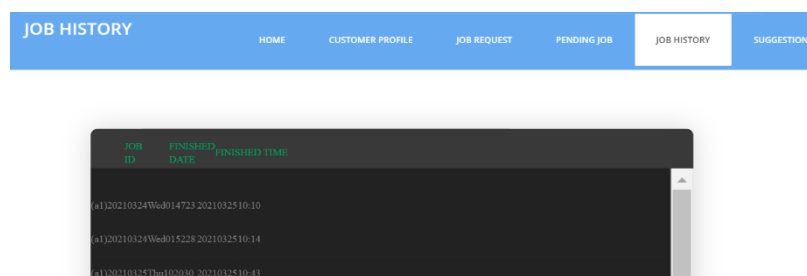 JOB HISTORY
HOME CUSTOMER PROFILE JOB REQUEST PENDING JOB JOB HISTORY SUGGESTION
JOB ID FINISHED DATE FINISHED TIME
(a1)20210324Wed014723 2021032510:10
(a1)20210324Wed015228 2021032510:14
(a1)20210325Thu102030 2021032510:43